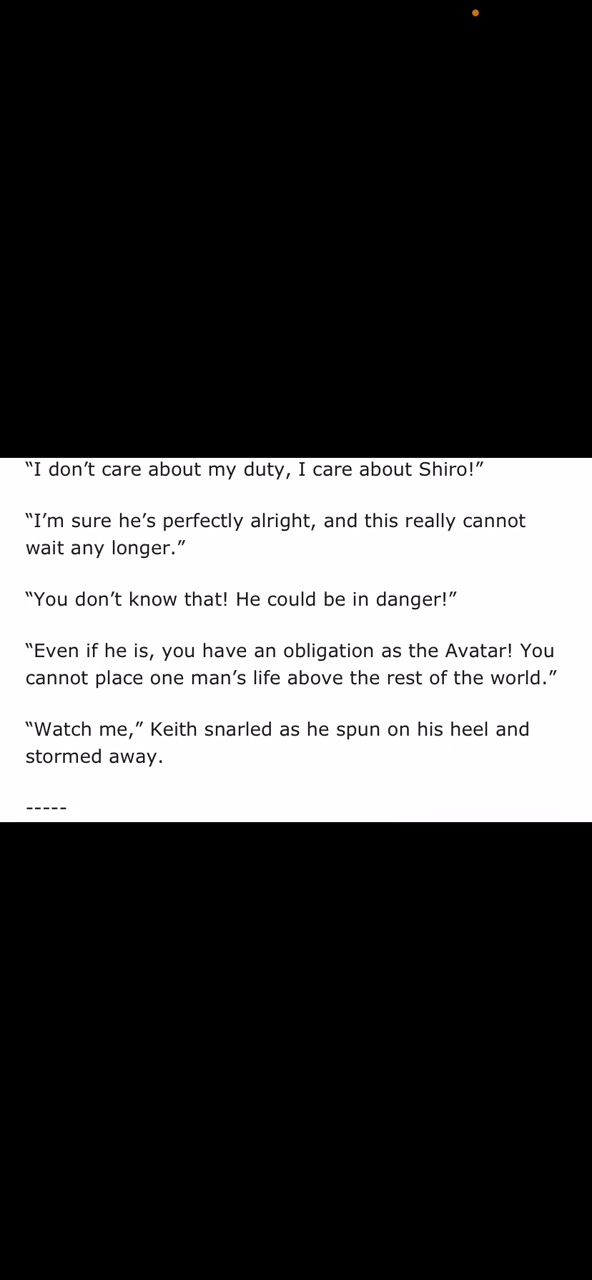 “I don’t care about my duty, I care about Shiro!”
“I’m sure he’s perfectly alright, and this really cannot
wait any longer.”
“You don’t know that! He could be in danger!”
“Even if he is, you have an obligation as the Avatar! You
cannot place one man’s life above the rest of the world.”
“Watch me,” Keith snarled as he spun on his heel and
stormed away.
-----